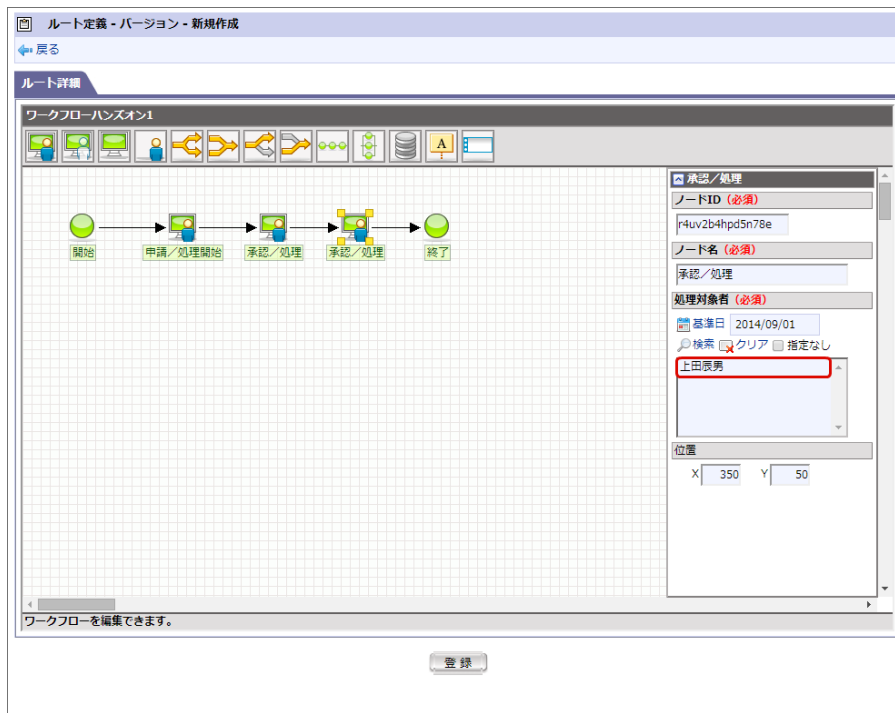 ルート定義 - バージョン - 新規作成
戻る
ルート詳細
ワークフローハンズオン1
A
開始
申請／処理開始
承認／処理
承認／処理
終了
承認／処理
ノードID（必須）
r4uv2b4hpd5n78e
ノード名（必須）
承認／処理
処理対象者（必須）
基準日 2014/09/01
検索 クリア 指定なし
上田辰男
位置
X 350 Y 50
ワークフローを編集できます。
登録